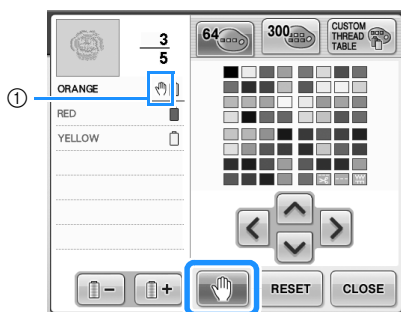 3
5
64
300
CUSTOM
THREAD
TABLE
①
ORANGE
RED
YELLOW
RESET
CLOSE